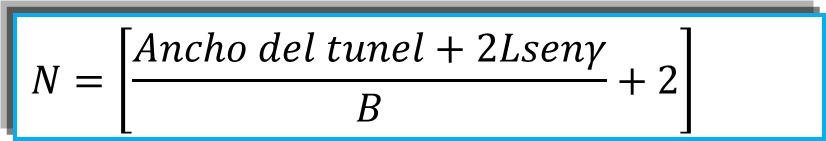 N = [(Ancho del tunel + 2Lsenγ) / B + 2]